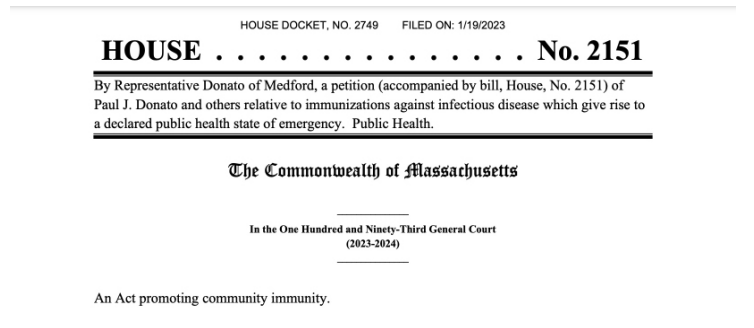 HOUSE DOCKET, NO. 2749 FILED ON: 1/19/2023
HOUSE . . . . . . . . . . . . . . . No. 2151
By Representative Donato of Medford, a petition (accompanied by bill, House, No. 2151) of
Paul J. Donato and others relative to immunizations against infectious disease which give rise to
a declared public health state of emergency. Public Health.
The Commonwealth of Massachusetts
In the One Hundred and Ninety-Third General Court
(2023-2024)
An Act promoting community immunity.